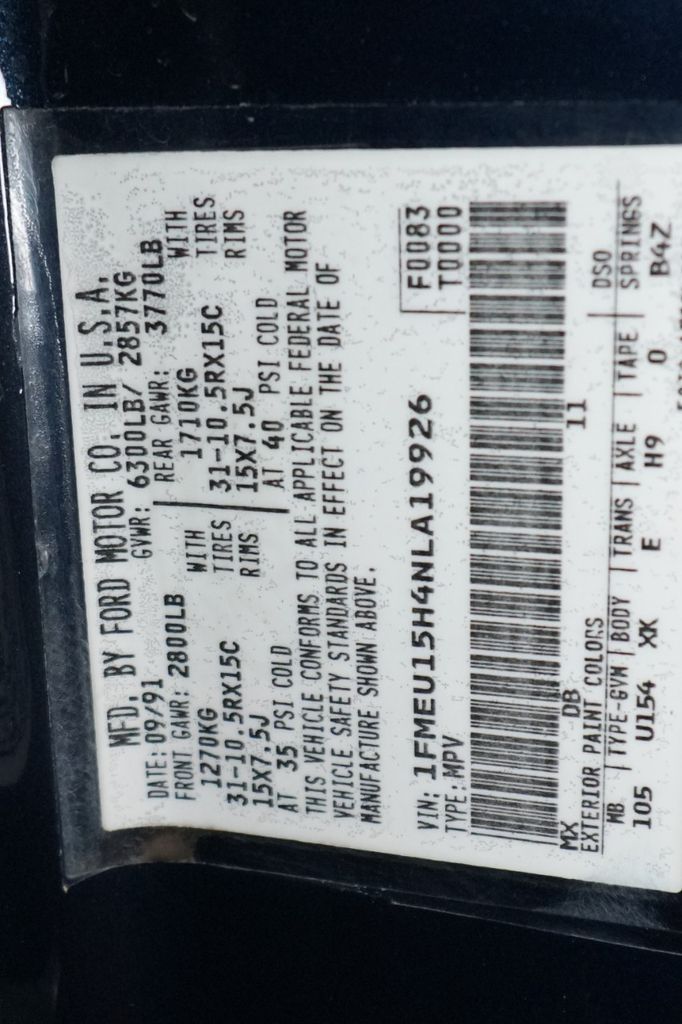 MFD. BY FORD MOTOR CO. IN U.S.A.
DATE: 09/91 GVWR: 6300LB/ 2857KG
FRONT GAWR: 2800LB REAR GAWR: 3770LB
1270KG WITH 1710KG WITH
31-10.5RX15C TIRES 31-10.5RX15C TIRES
15X7.5J RIMS 15X7.5J RIMS
AT 35 PSI COLD AT 40 PSI COLD
THIS VEHICLE CONFORMS TO ALL APPLICABLE FEDERAL MOTOR
VEHICLE SAFETY STANDARDS IN EFFECT ON THE DATE OF
MANUFACTURE SHOWN ABOVE.
VIN: 1FMEU15H4NLA19926 F0083
TYPE: MPV T0000
MX DB 11
EXTERIOR PAINT COLORS DSO
WB TYPE-GVW BODY TRANS AXLE TAPE SPRINGS
105 U154 XK E H9 0 B4Z